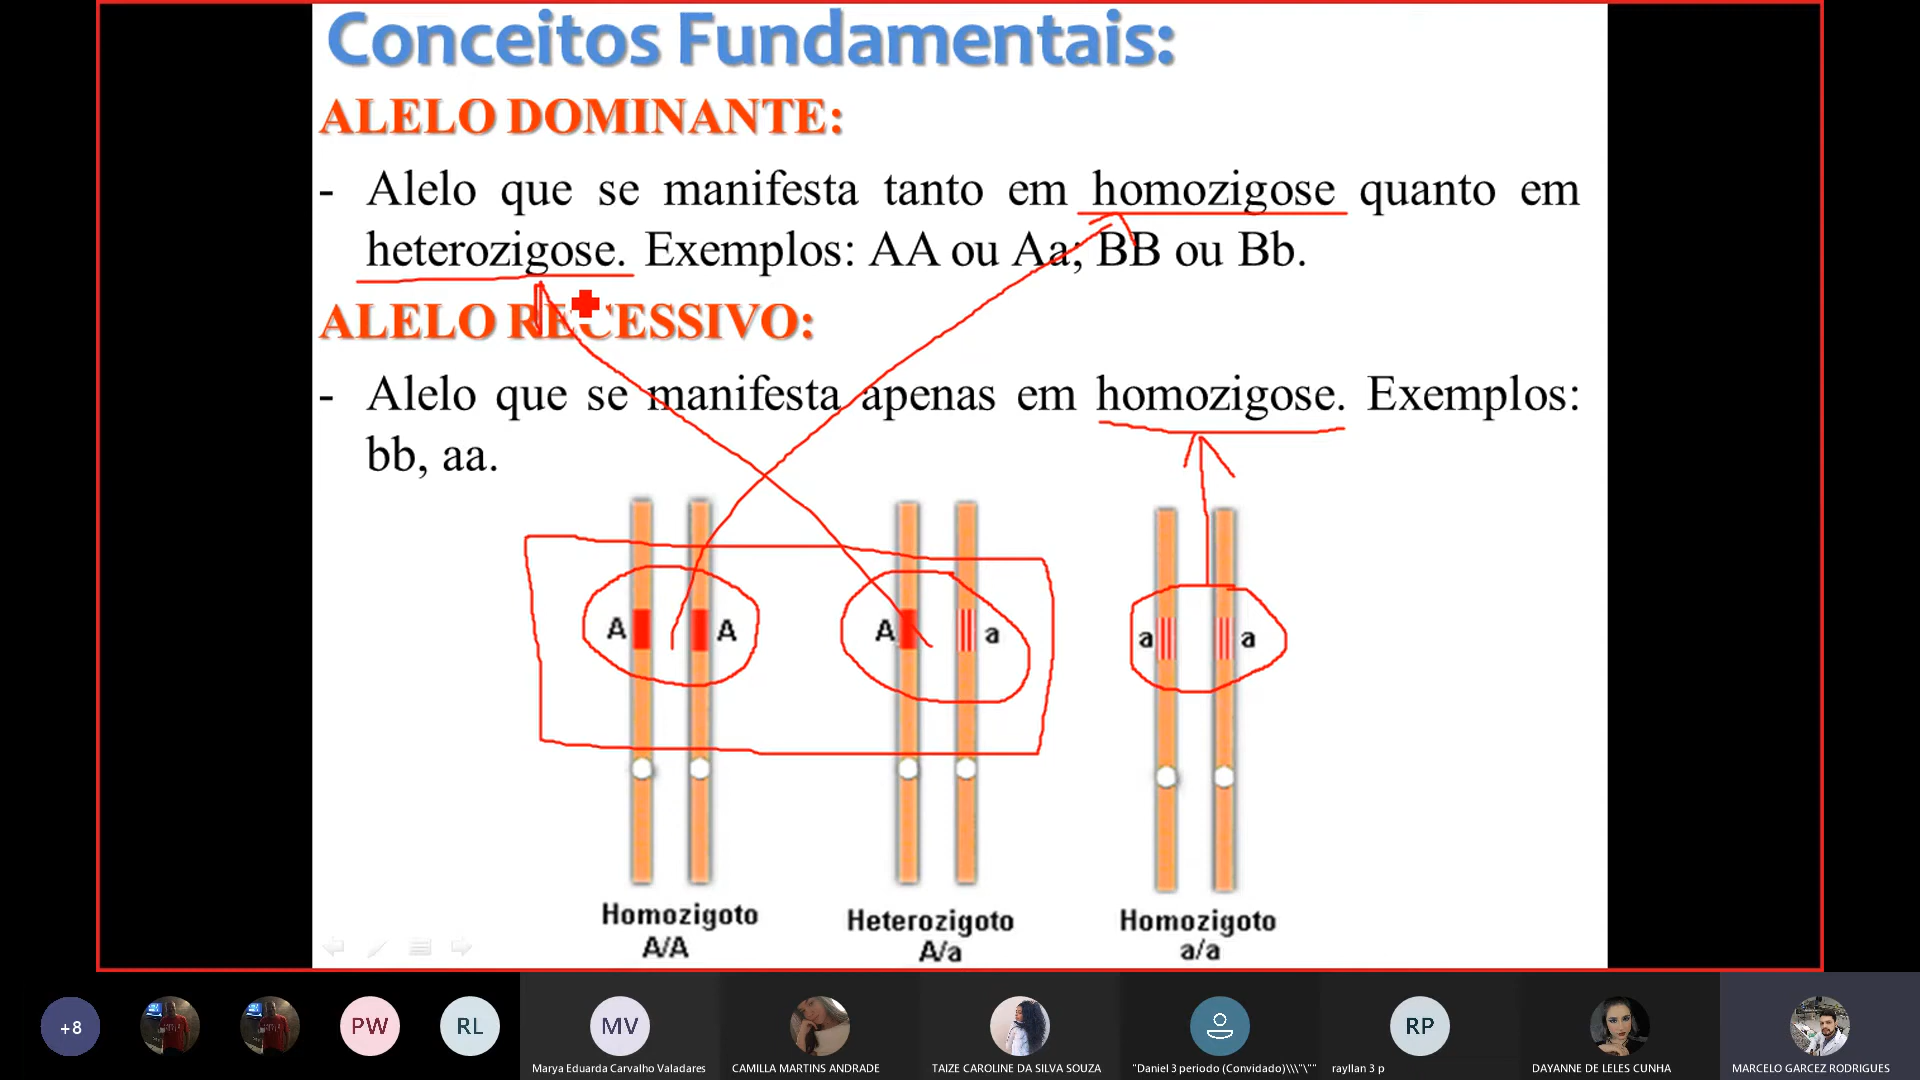 Conceitos Fundamentais:
ALELO DOMINANTE:
- Alelo que se manifesta tanto em homozigose quanto em
heterozigose. Exemplos: AA ou Aa; BB ou Bb.
ALELO RECESSIVO:
- Alelo que se manifesta apenas em homozigose. Exemplos:
bb, aa.
A A A a a a
Homozigoto Heterozigoto Homozigoto
A/A A/a a/a
+8 PW RL MV RP
Marya Eduarda Carvalho Valadares CAMILLA MARTINS ANDRADE TAIZE CAROLINE DA SILVA SOUZA "Daniel 3 periodo (Convidado)\\\"\"" rayllan 3 p DAYANNE DE LELES CUNHA MARCELO GARCEZ RODRIGUES